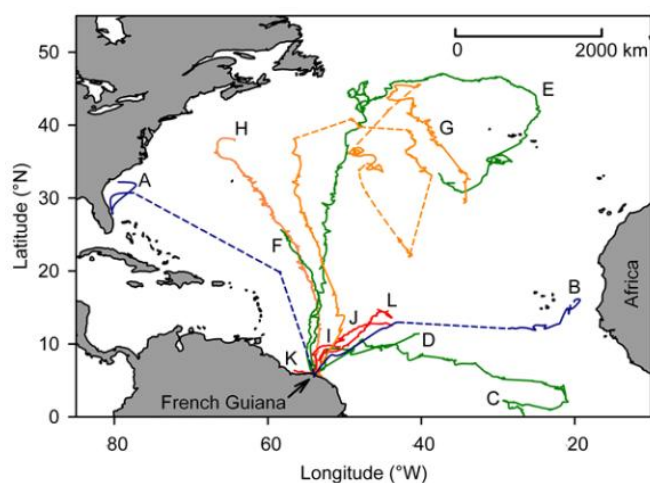 50
40
30
20
10
0
Latitude (°N)
0 2000 km
E
H
G
A
F
B
Africa
L
J
I
D
K
French Guiana
C
80 60 40 20
Longitude (°W)